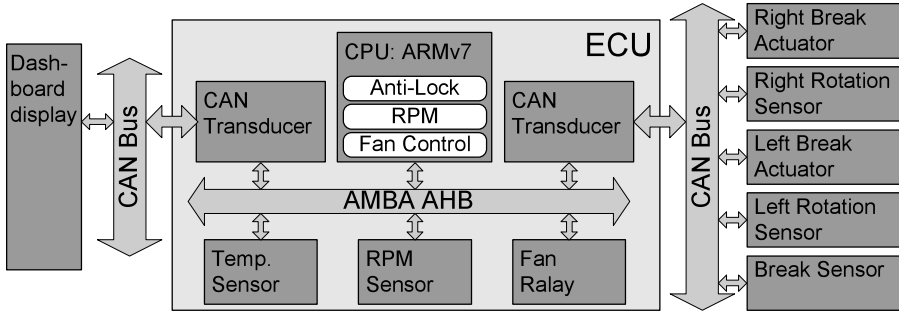 Dash-
board
display
CAN Bus
ECU
CPU: ARMv7
Anti-Lock
RPM
Fan Control
CAN
Transducer
CAN
Transducer
AMBA AHB
Temp.
Sensor
RPM
Sensor
Fan
Ralay
CAN Bus
Right Break
Actuator
Right Rotation
Sensor
Left Break
Actuator
Left Rotation
Sensor
Break Sensor